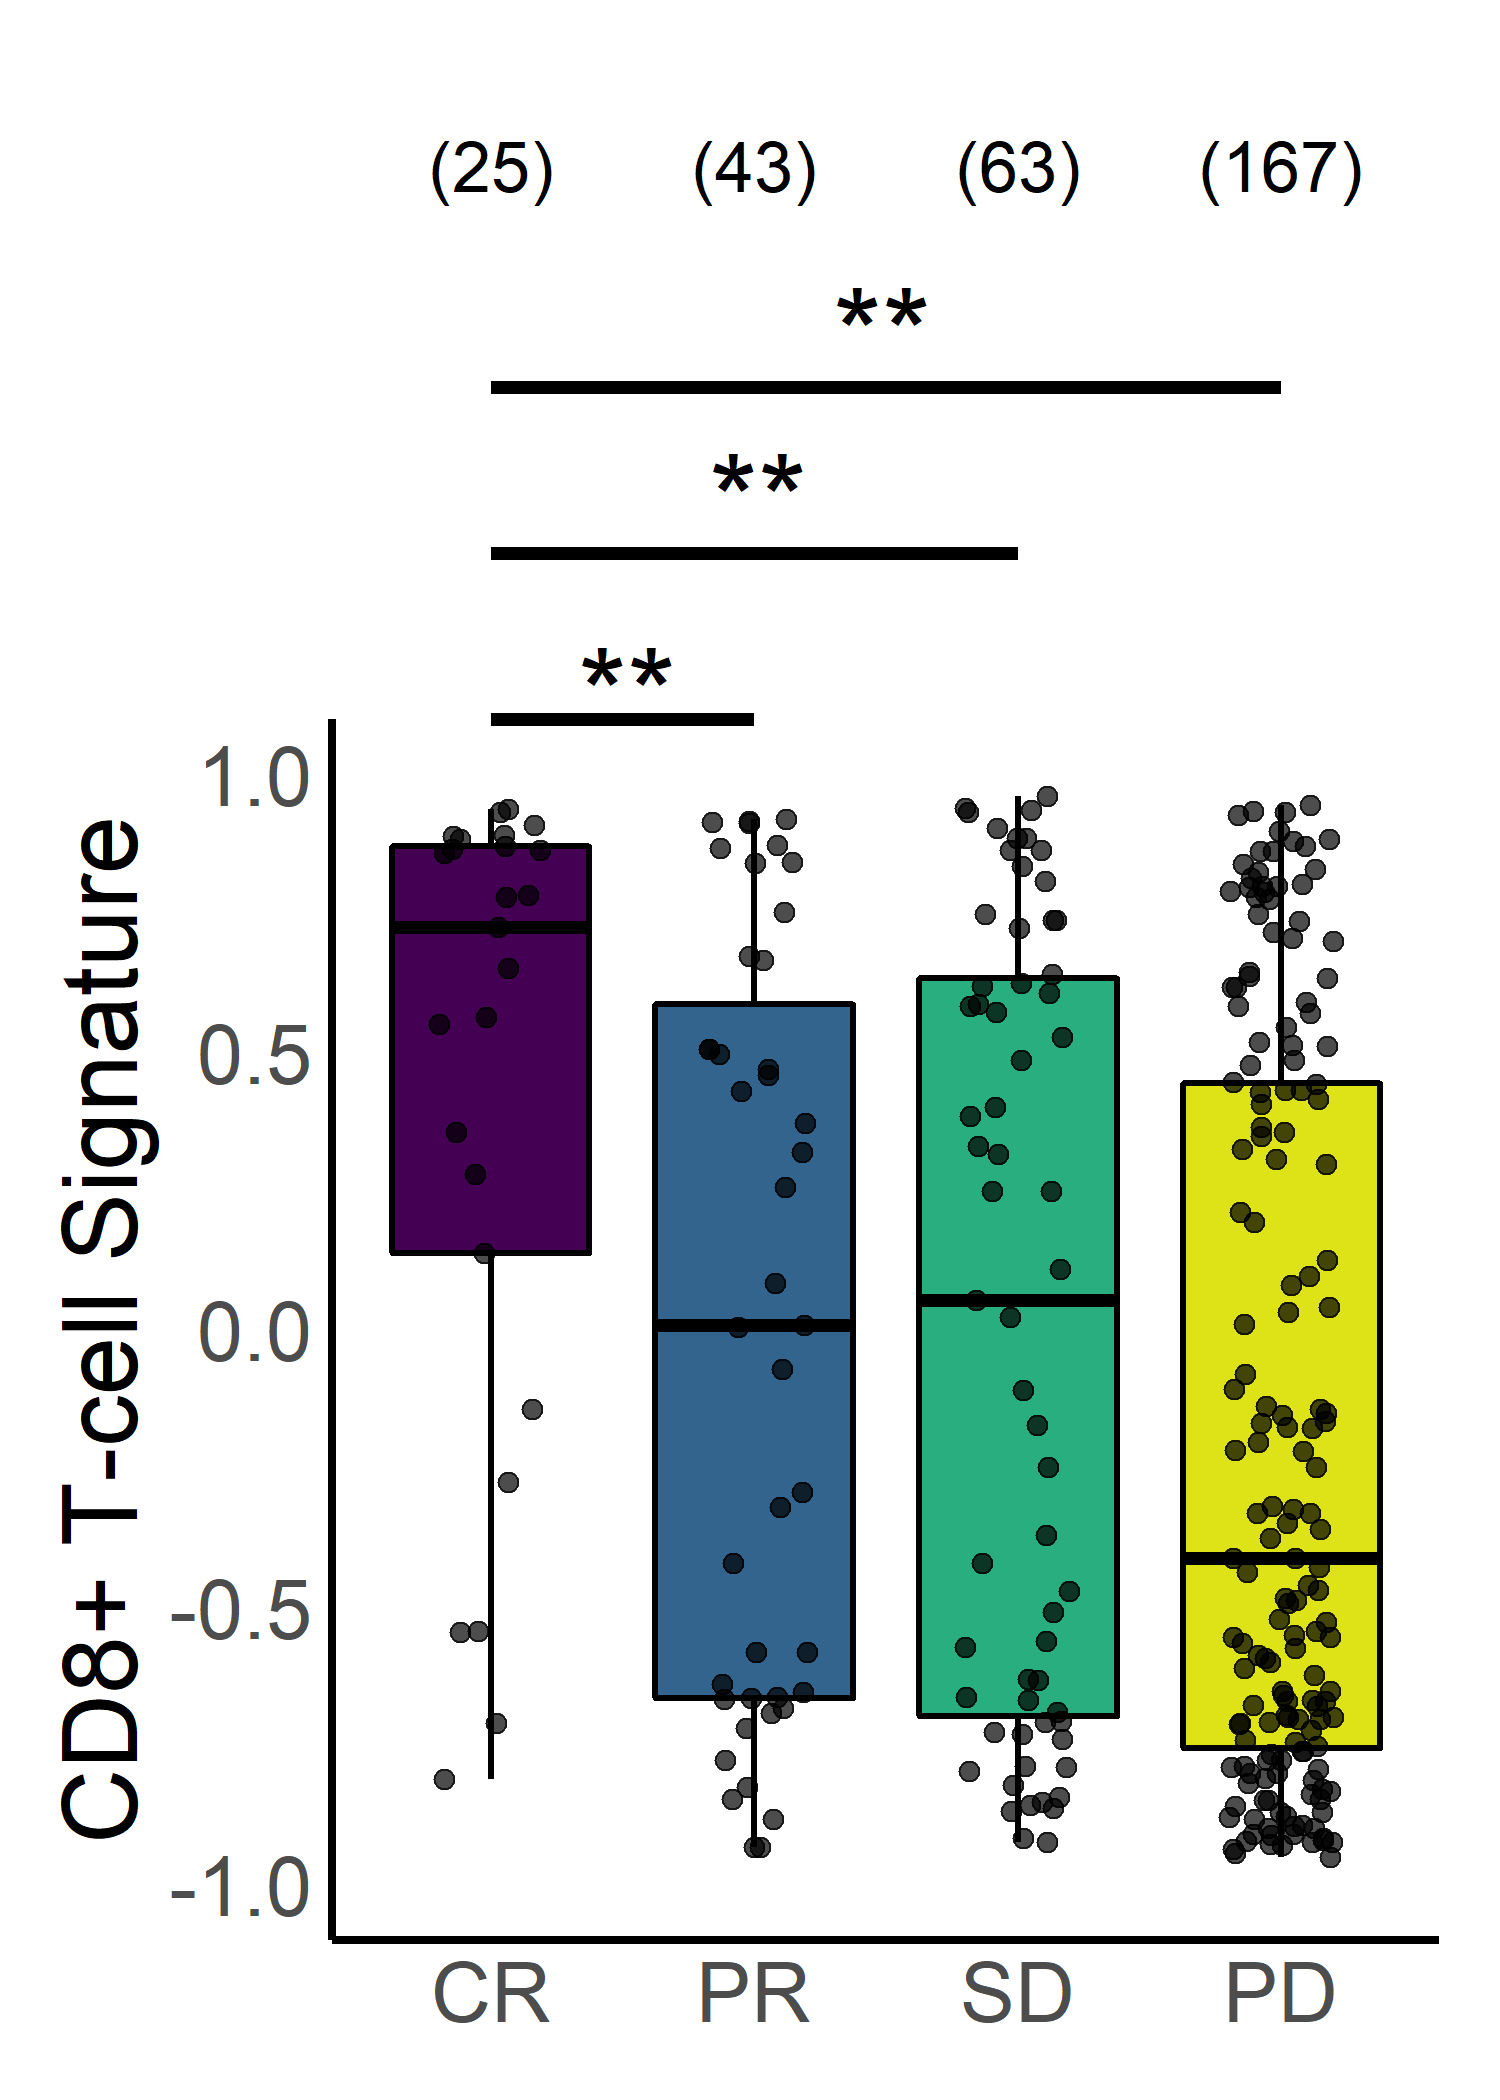 (25) (43) (63) (167)
**
**
**
CD8+ T-cell Signature
1.0
0.5
0.0
-0.5
-1.0
CR PR SD PD